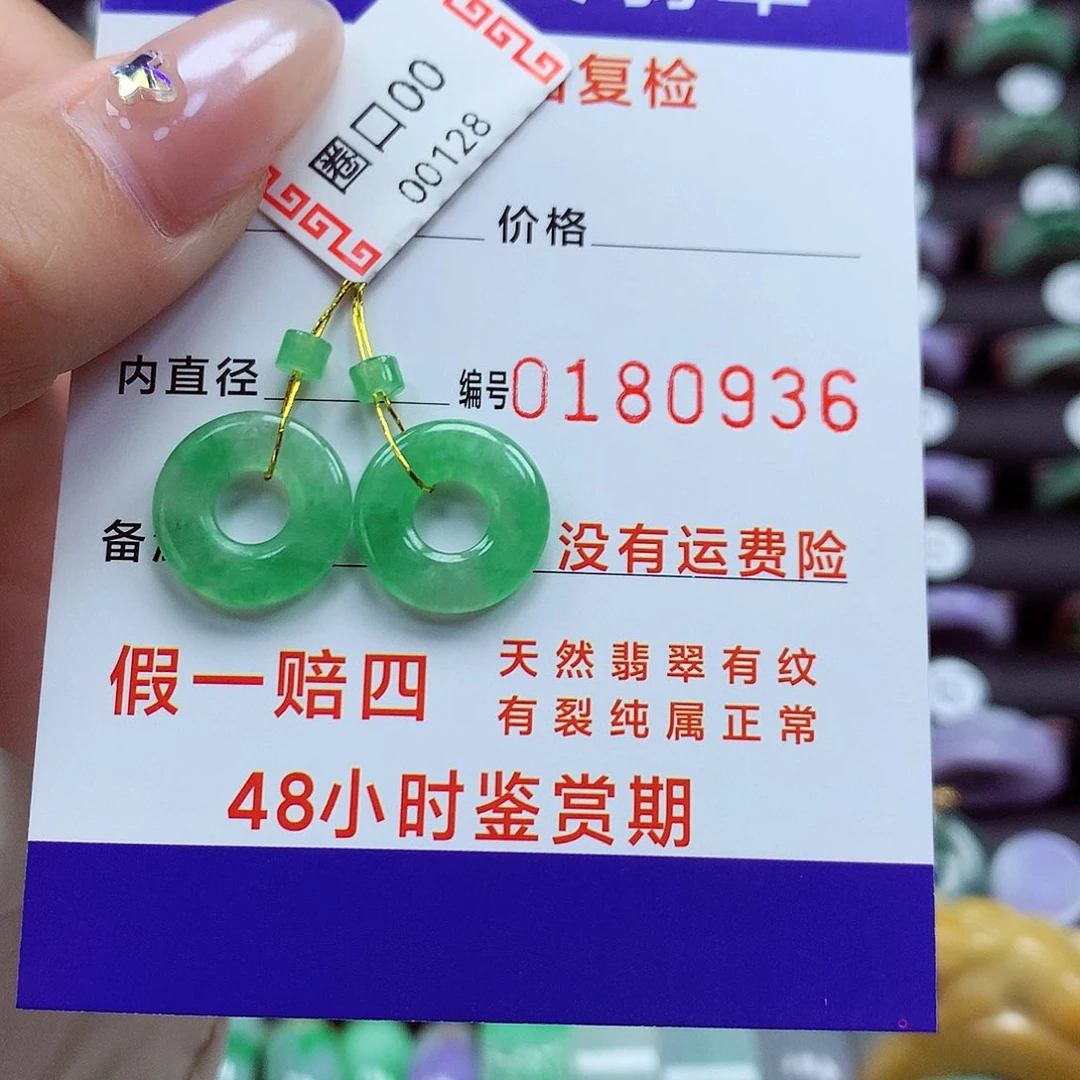 复检
圈口00
00128
价格
内直径
编号0180936
备
没有运费险
假一赔四
天然翡翠有纹
有裂纯属正常
48小时鉴赏期